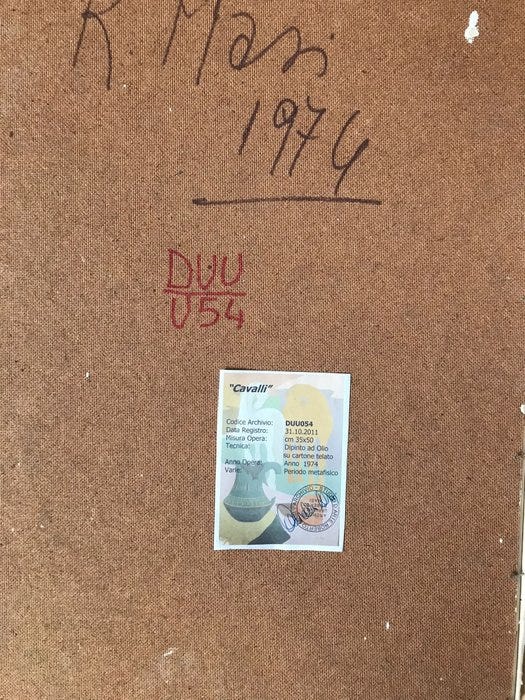 R. Masi
1974
DUU
U54
"Cavalli"
Codice Archivio: DUU054
Data Registro: 31.10.2011
Misura Opera: cm 35x50
Tecnica: Dipinto ad Olio
su cartone telato
Anno Opera: Anno 1974
Varie: Periodo metafisico